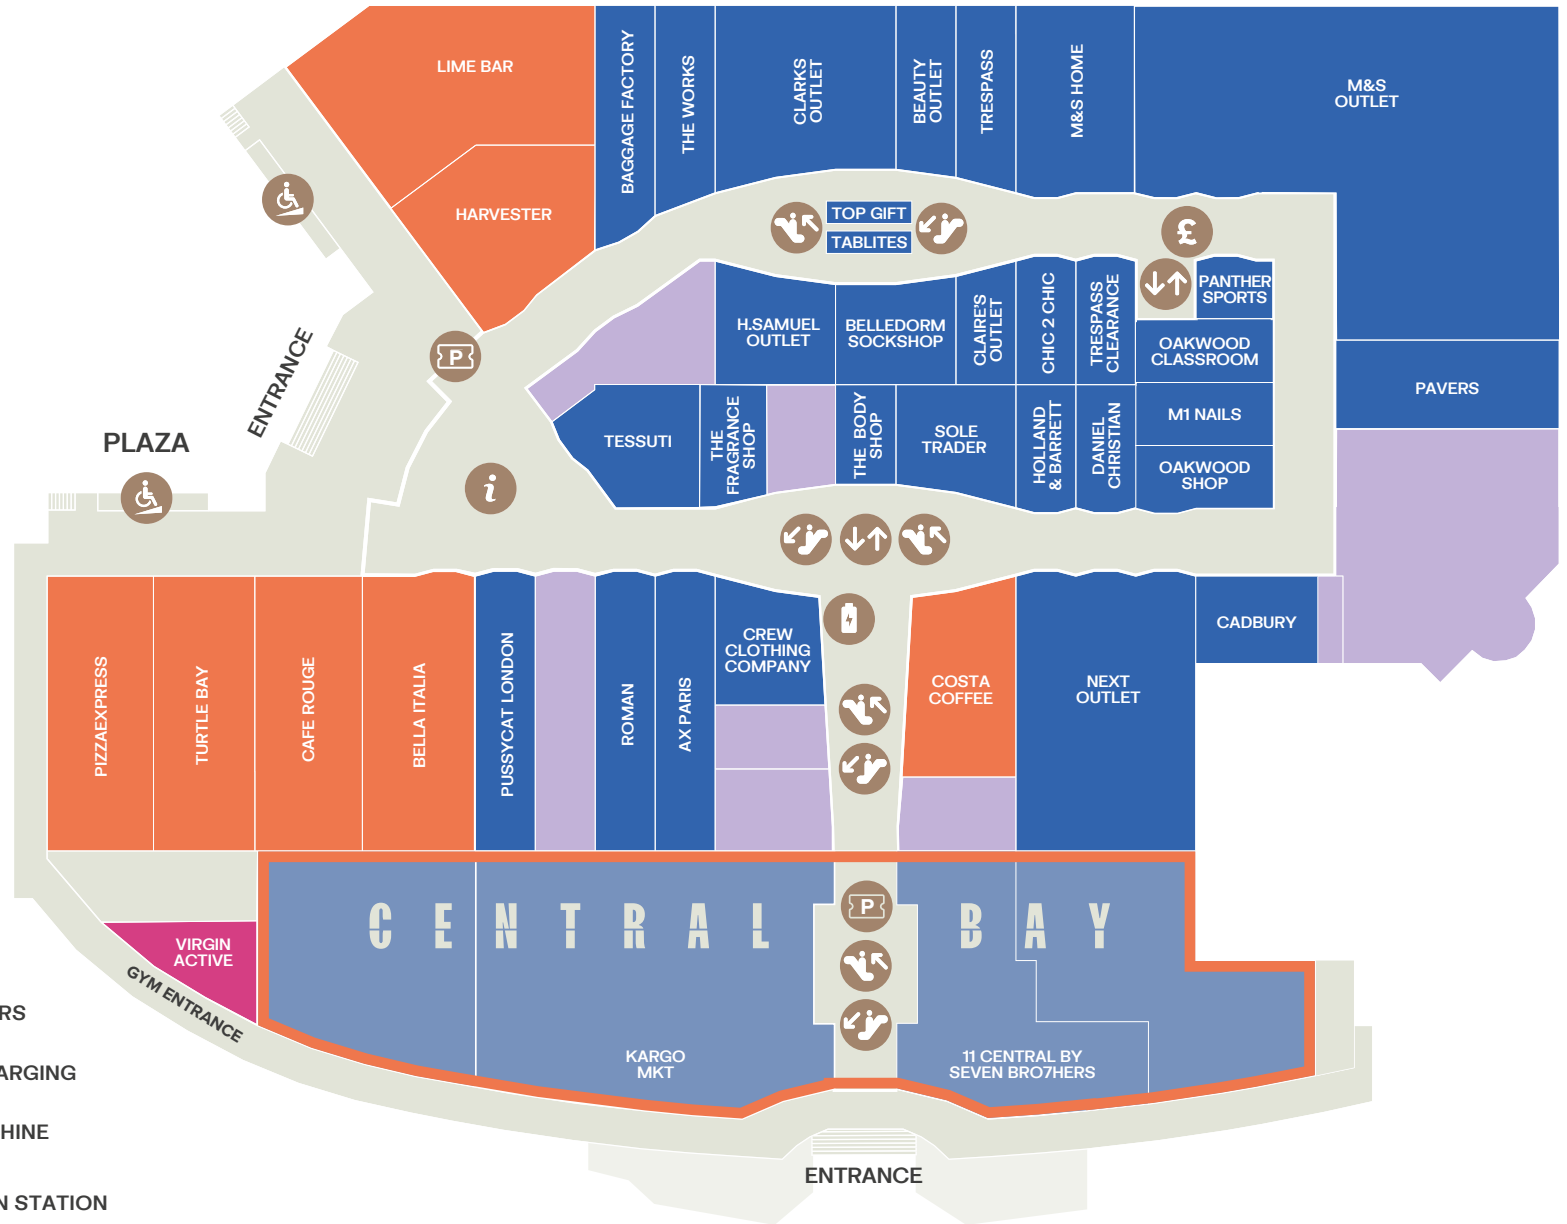 LIME BAR
HARVESTER
BAGGAGE FACTORY
THE WORKS
CLARKS
OUTLET
BEAUTY
OUTLET
TRESPASS
M&S HOME
M&S
OUTLET
TOP GIFT
TABLITES
£
H.SAMUEL
OUTLET
BELLEDORM
SOCKSHOP
CLAIRE'S
OUTLET
CHIC 2 CHIC
TRESPASS
CLEARANCE
PANTHER
SPORTS
OAKWOOD
CLASSROOM
M1 NAILS
OAKWOOD
SHOP
PAVERS
P
ENTRANCE
PLAZA
i
TESSUTI
THE
FRAGRANCE
SHOP
THE BODY
SHOP
SOLE
TRADER
HOLLAND
& BARRETT
DANIEL
CHRISTIAN
PIZZAEXPRESS
TURTLE BAY
CAFE ROUGE
BELLA ITALIA
PUSSYCAT LONDON
ROMAN
AX PARIS
CREW
CLOTHING
COMPANY
COSTA
COFFEE
NEXT
OUTLET
CADBURY
CENTRAL BAY
P
VIRGIN
ACTIVE
GYM ENTRANCE
KARGO
MKT
11 CENTRAL BY
SEVEN BRO7HERS
ENTRANCE
RS
ARGING
HINE
N STATION